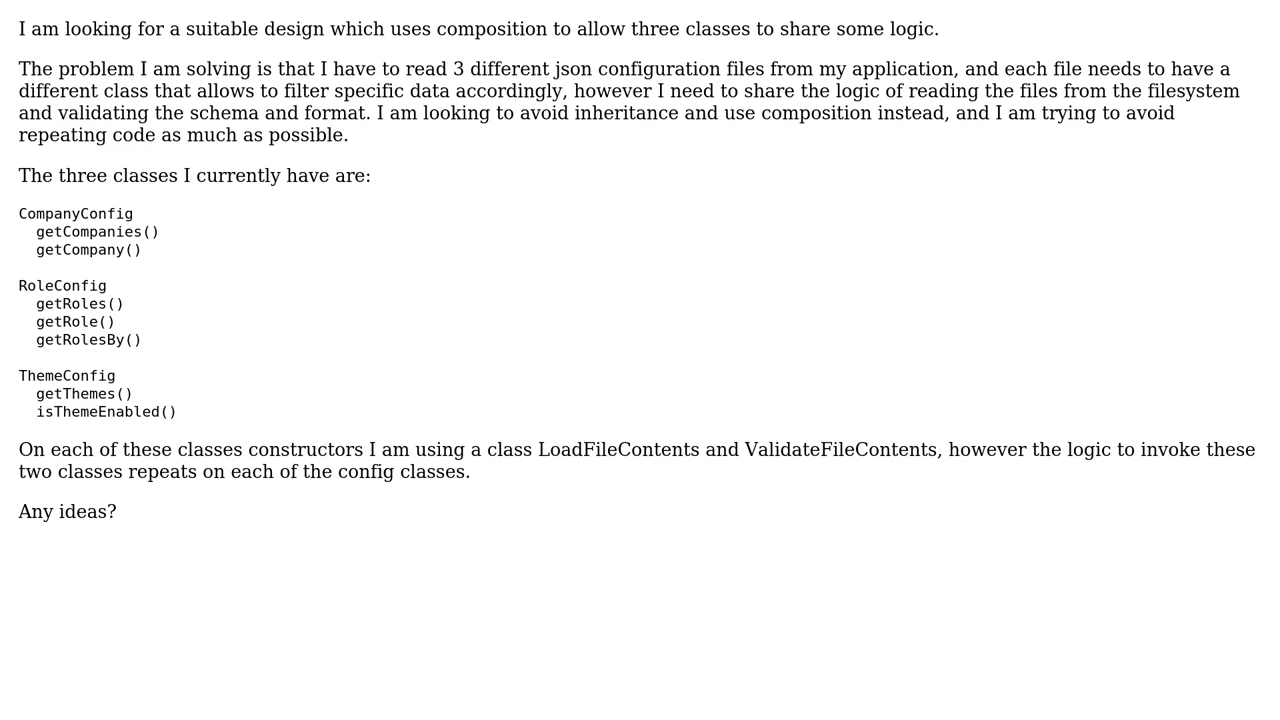 I am looking for a suitable design which uses composition to allow three classes to share some logic.
The problem I am solving is that I have to read 3 different json configuration files from my application, and each file needs to have a
different class that allows to filter specific data accordingly, however I need to share the logic of reading the files from the filesystem
and validating the schema and format. I am looking to avoid inheritance and use composition instead, and I am trying to avoid
repeating code as much as possible.
The three classes I currently have are:
CompanyConfig
  getCompanies()
  getCompany()
RoleConfig
  getRoles()
  getRole()
  getRolesBy()
ThemeConfig
  getThemes()
  isThemeEnabled()
On each of these classes constructors I am using a class LoadFileContents and ValidateFileContents, however the logic to invoke these
two classes repeats on each of the config classes.
Any ideas?